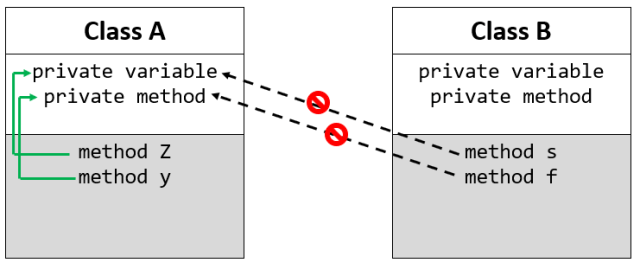 Class A
private variable
private method
method Z
method y
Class B
private variable
private method
method s
method f